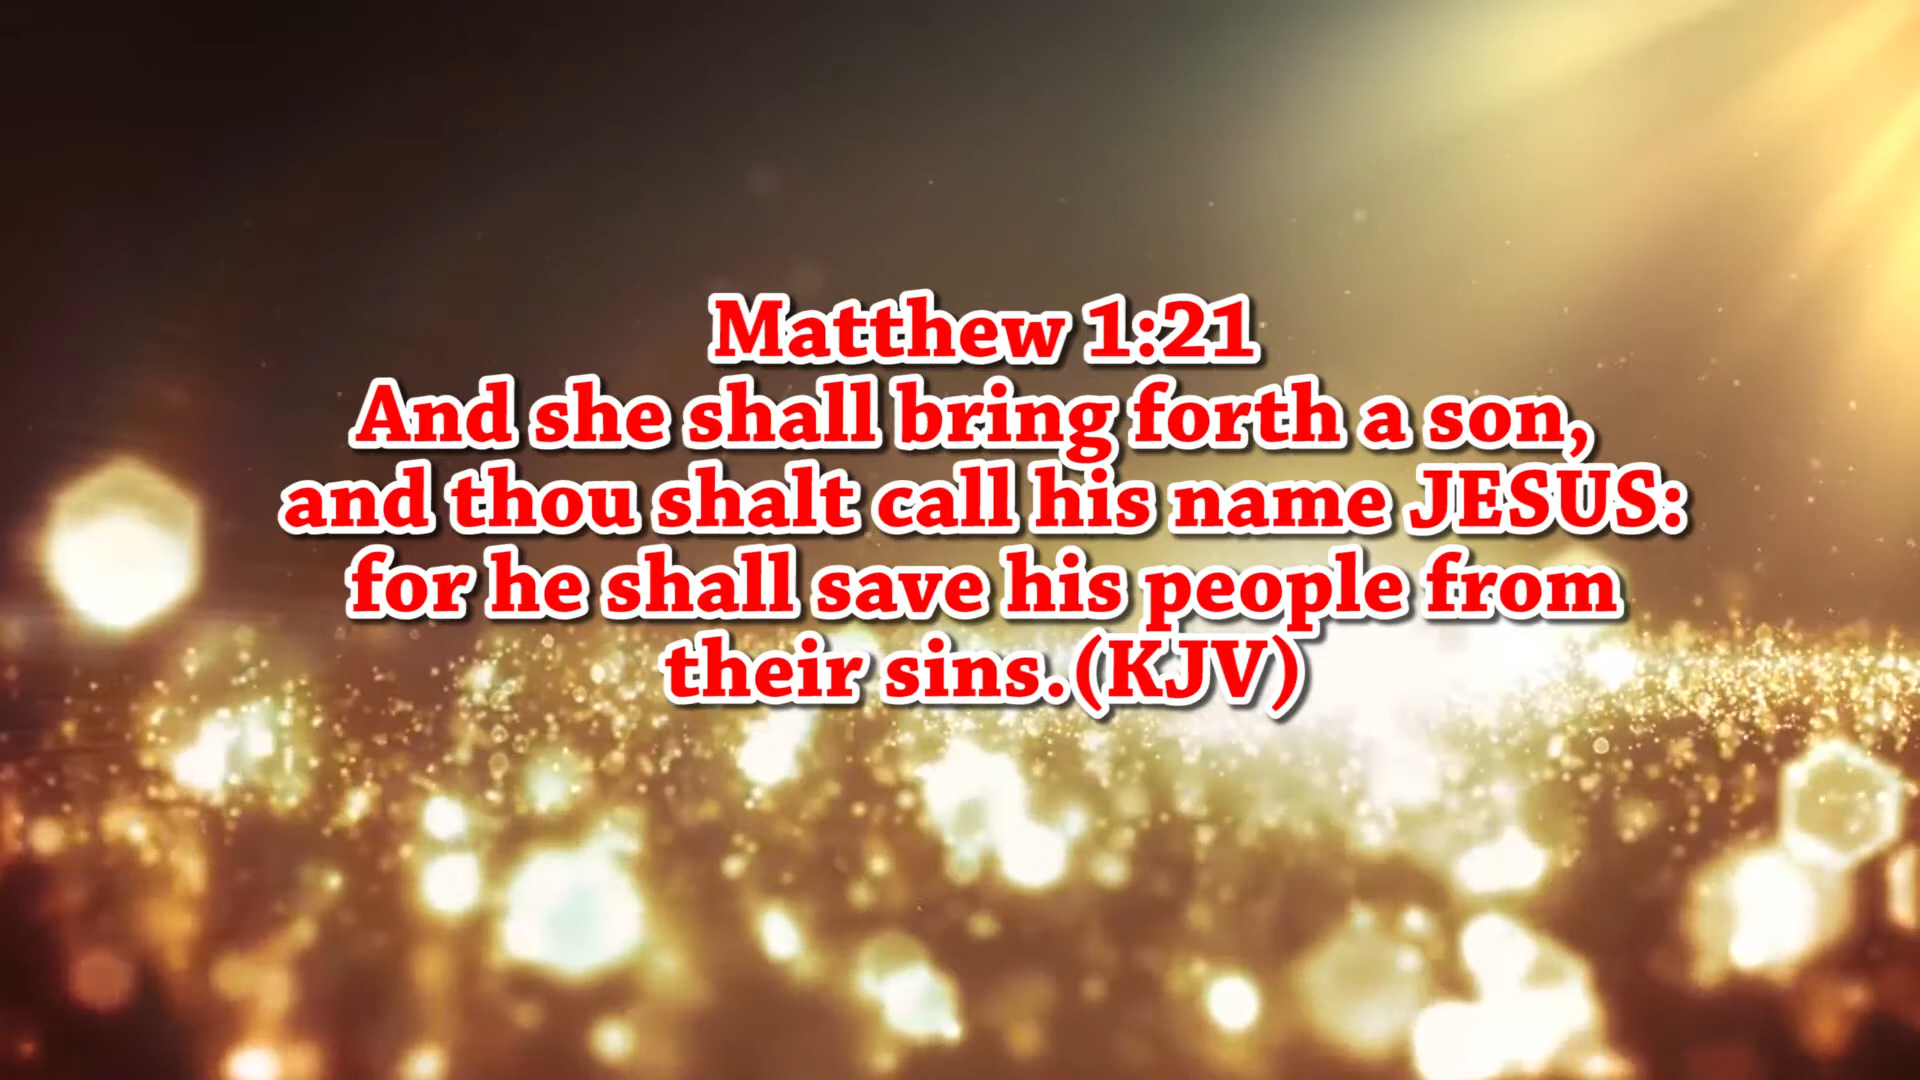 Matthew 1:21
And she shall bring forth a son,
and thou shalt call his name JESUS:
for he shall save his people from
their sins.(KJV)